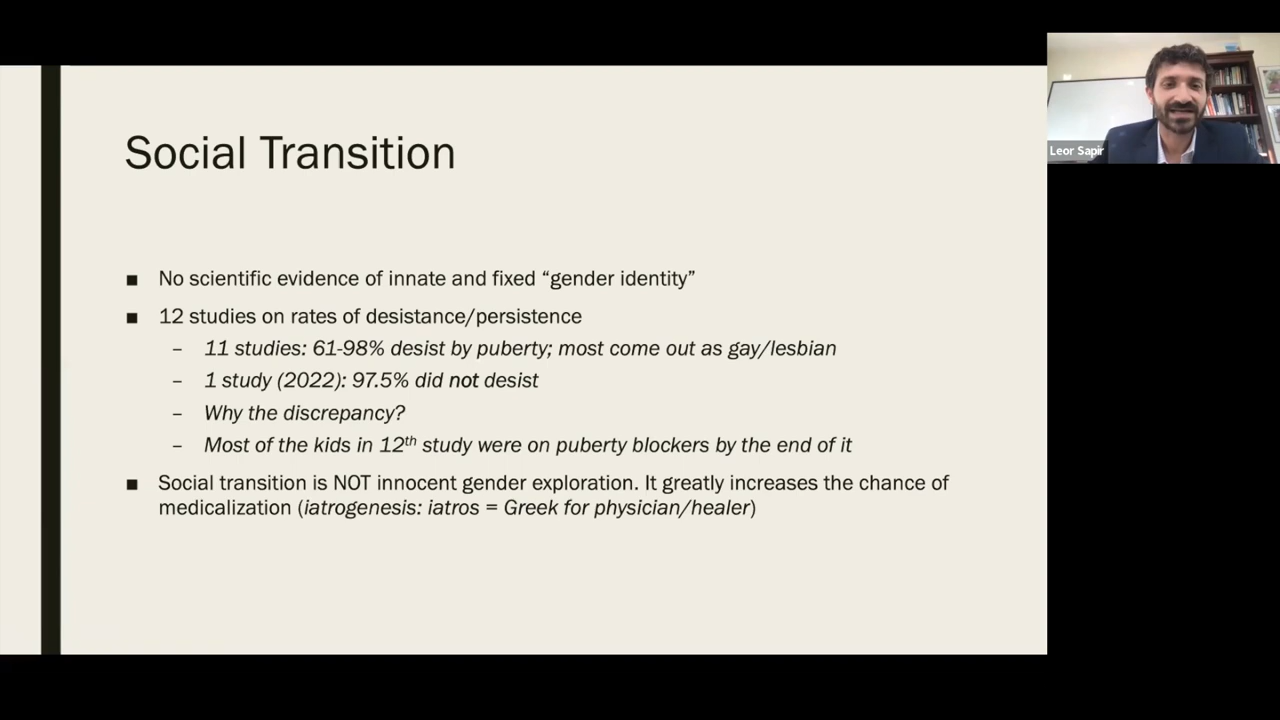 Social Transition
■ No scientific evidence of innate and fixed “gender identity”
■ 12 studies on rates of desistance/persistence
– 11 studies: 61-98% desist by puberty; most come out as gay/lesbian
– 1 study (2022): 97.5% did not desist
– Why the discrepancy?
– Most of the kids in 12th study were on puberty blockers by the end of it
■ Social transition is NOT innocent gender exploration. It greatly increases the chance of
medicalization (iatrogenesis: iatros = Greek for physician/healer)
Leor Sapir